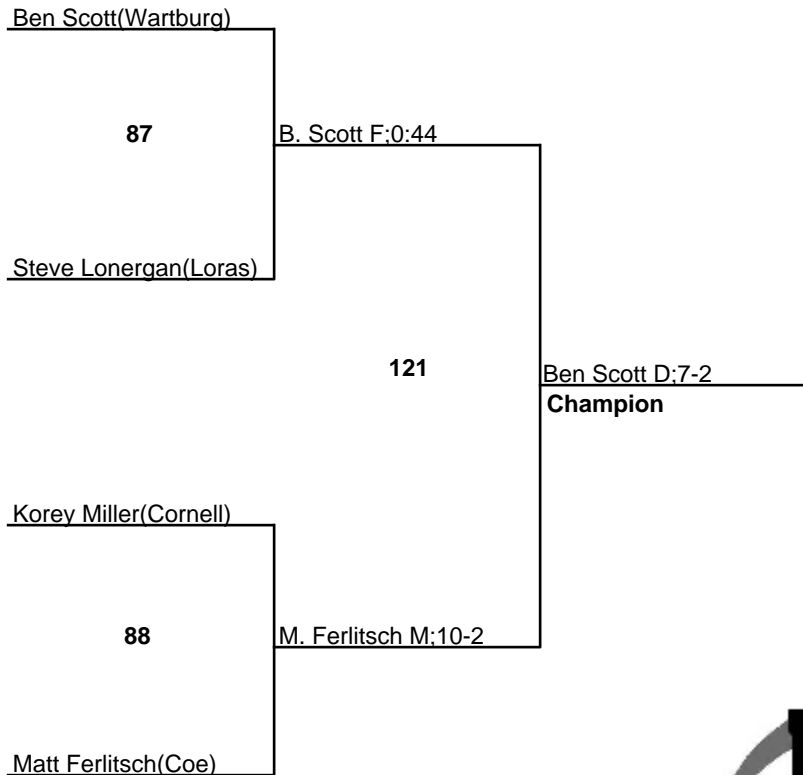 Ben Scott(Wartburg)
87
B. Scott F;0:44
Steve Lonergan(Loras)
121
Ben Scott D;7-2
Champion
Korey Miller(Cornell)
88
M. Ferlitsch M;10-2
Matt Ferlitsch(Coe)